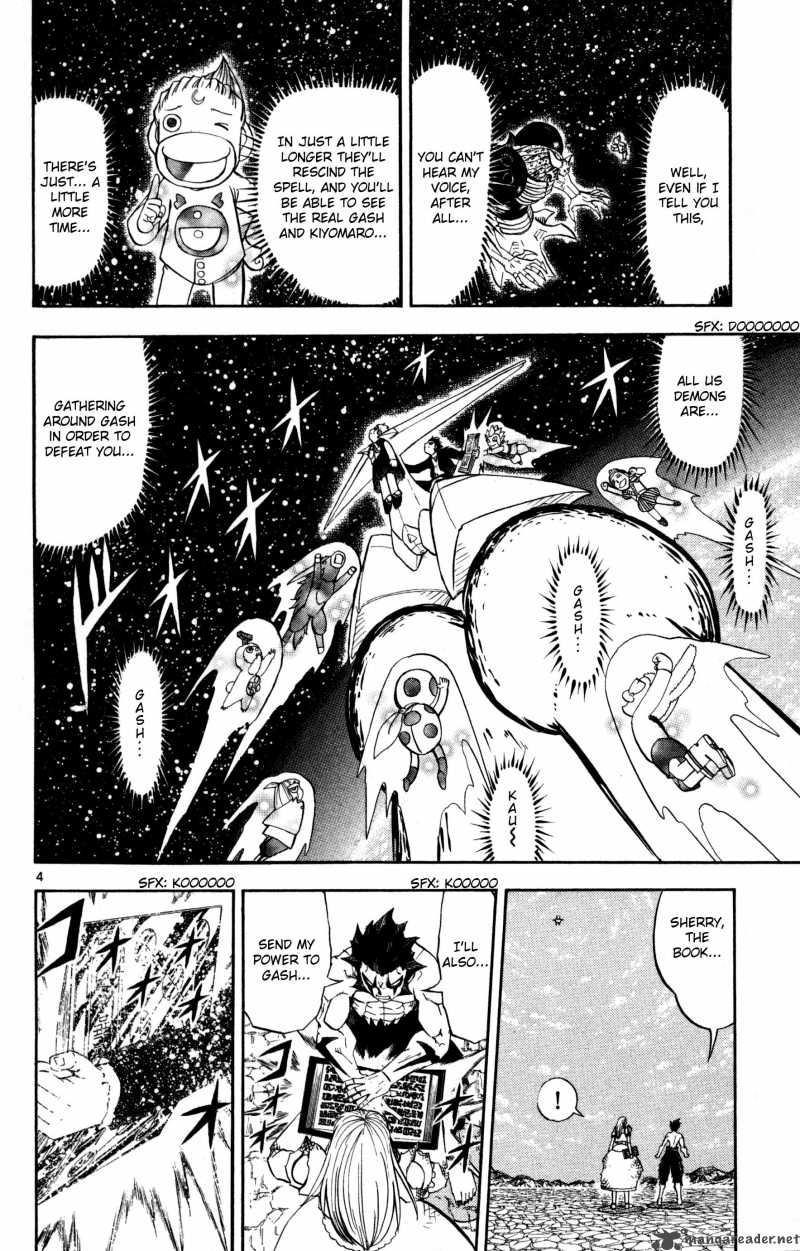 WELL,
EVEN IF I
TELL YOU
THIS,
YOU CAN'T
HEAR MY
VOICE,
AFTER
ALL...
IN JUST A LITTLE
LONGER THEY'LL
RESCIND THE
SPELL, AND YOU'LL
BE ABLE TO SEE
THE REAL GASH
AND KIYOMARO...
THERE'S
JUST... A
LITTLE
MORE
TIME...
SFX: DOOOOOOO
ALL US
DEMONS
ARE...
GATHERING
AROUND GASH
IN ORDER TO
DEFEAT YOU...
GASH...
GASH...
GASH...
KAU~
4
SFX: KOOOOOO
SFX: KOOOOO
SHERRY,
THE
BOOK...
!
I'LL
ALSO...
SEND MY
POWER TO
GASH...
mangareader.net